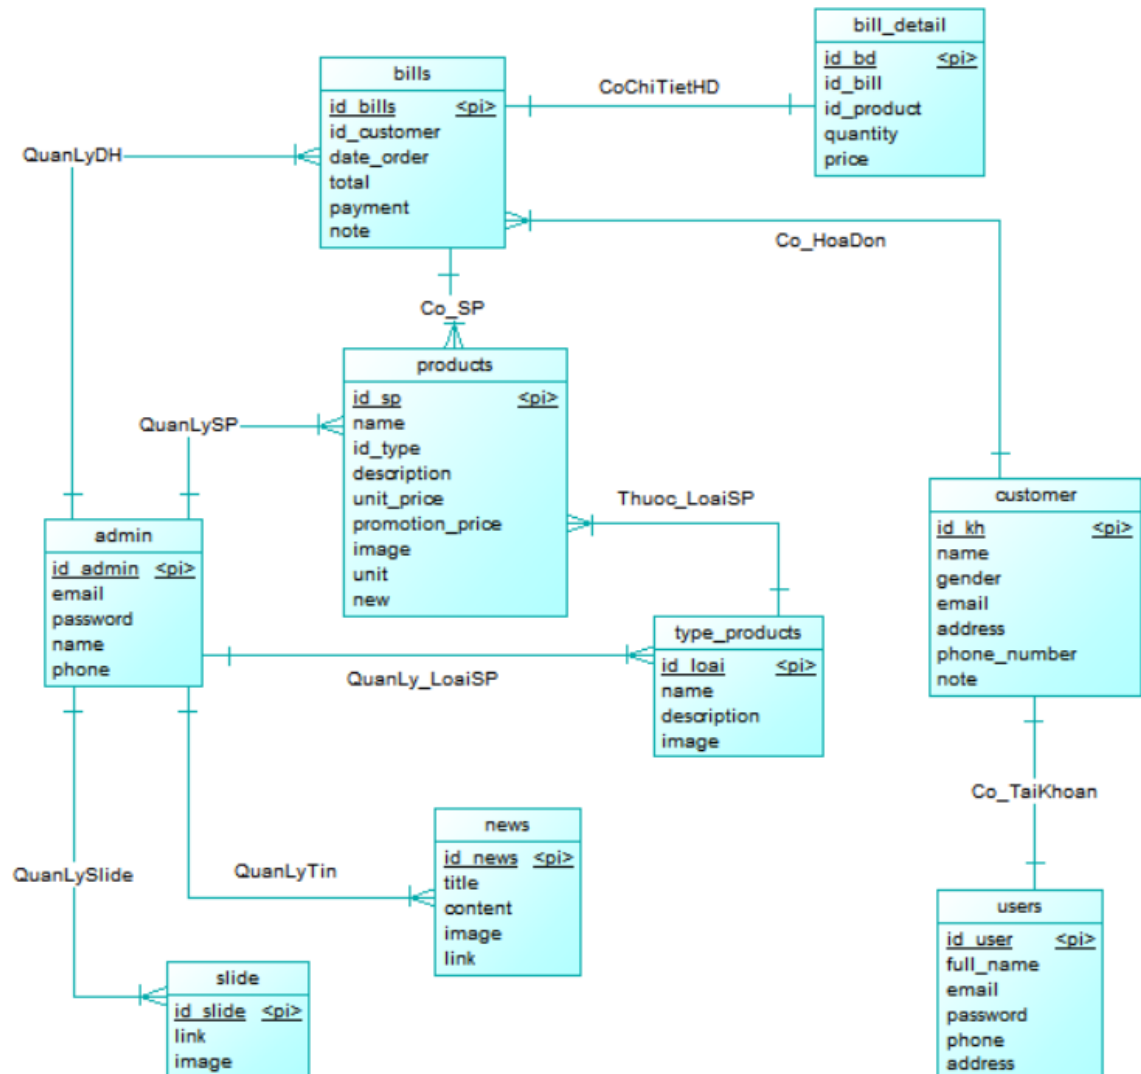 bill_detail
id_bd <pi>
id_bill
id_product
quantity
price
bills
id_bills <pi>
id_customer
date_order
total
payment
note
CoChiTietHD
QuanLyDH
Co_HoaDon
Co_SP
products
id_sp <pi>
name
id_type
description
unit_price
promotion_price
image
unit
new
QuanLySP
Thuoc_LoaiSP
customer
id_kh <pi>
name
gender
email
address
phone_number
note
admin
id_admin <pi>
email
password
name
phone
type_products
id_loai <pi>
name
description
image
QuanLy_LoaiSP
Co_TaiKhoan
news
id_news <pi>
title
content
image
link
QuanLySlide
QuanLyTin
users
id_user <pi>
full_name
email
password
phone
address
slide
id_slide <pi>
link
image